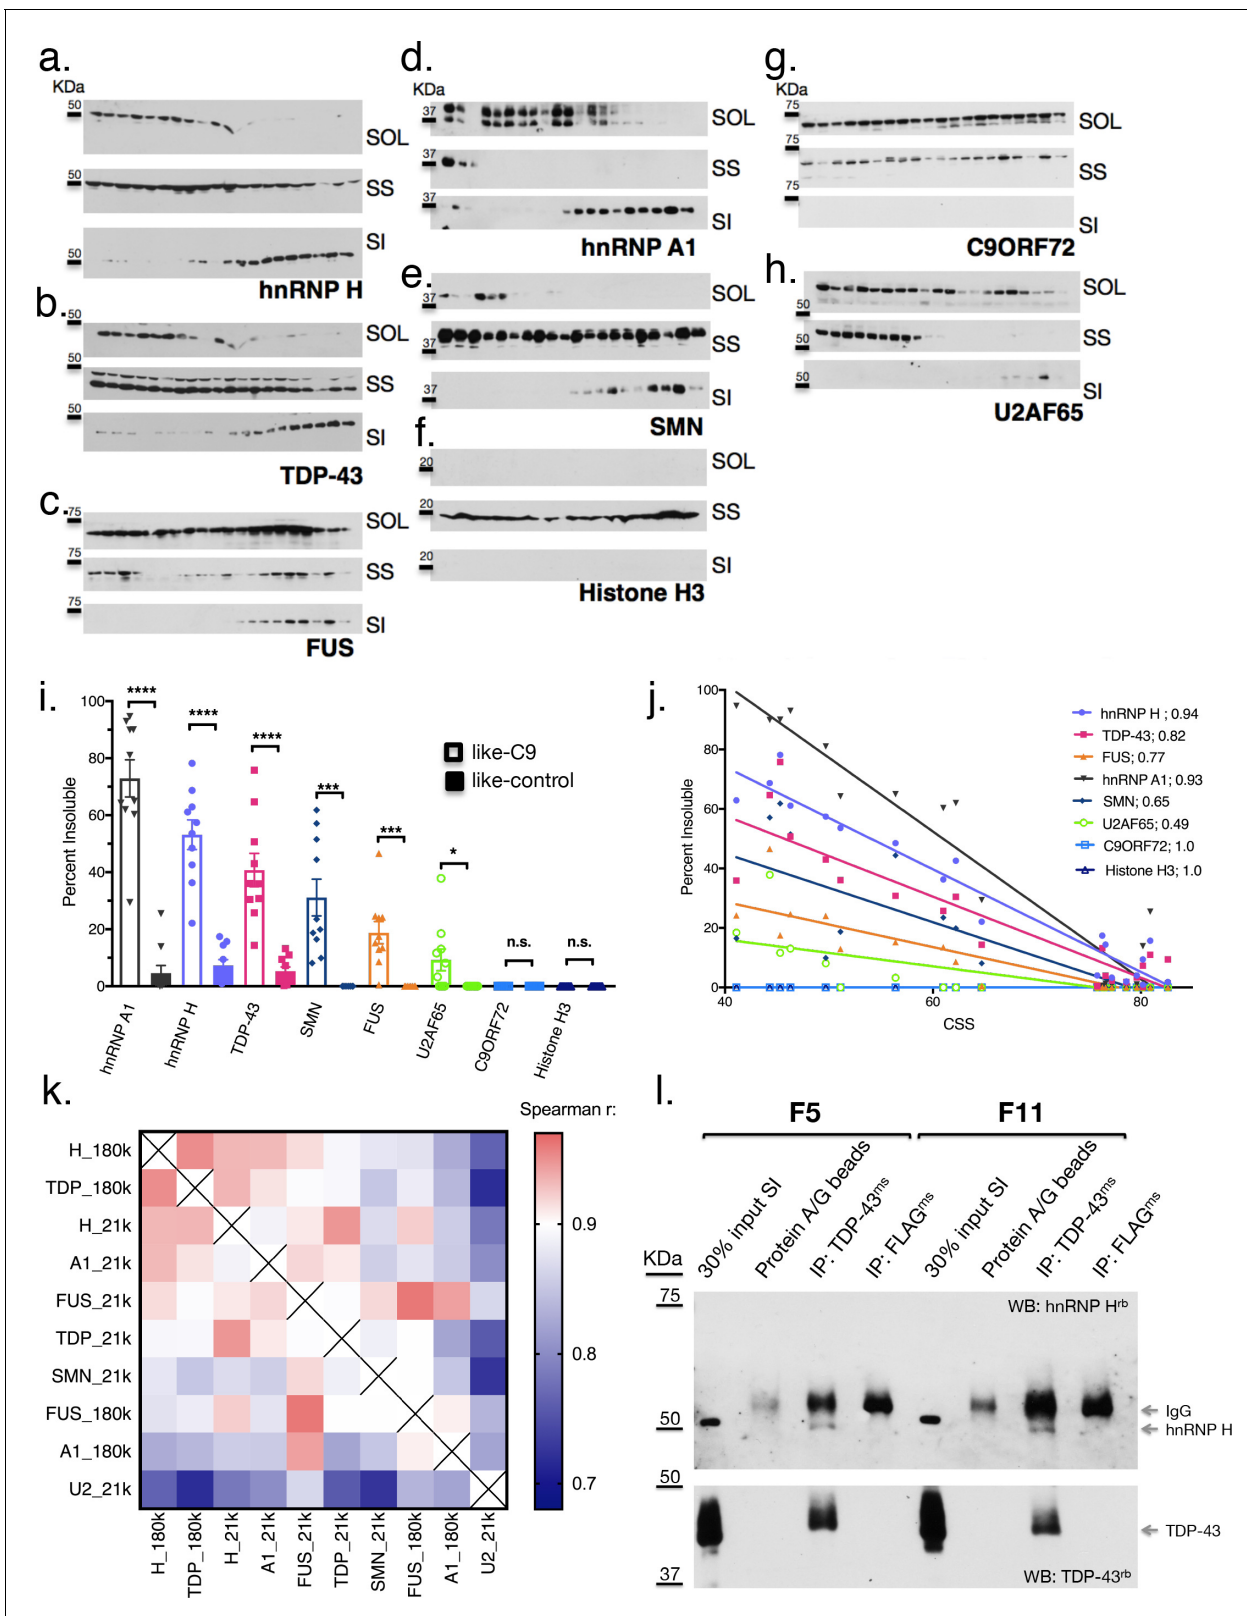 a.
KDa
50
SOL
50
SS
50
SI
hnRNP H
b.
50
SOL
50
SS
50
SI
TDP-43
c.
75
SOL
75
SS
75
SI
FUS
d.
KDa
37
SOL
37
SS
37
SI
hnRNP A1
e.
37
SOL
37
SS
37
SI
SMN
f.
20
SOL
20
SS
20
SI
Histone H3
g.
KDa
75
SOL
75
SS
75
SI
C9ORF72
h.
50
SOL
50
SS
50
SI
U2AF65
i.
Percent Insoluble
100
80
60
40
20
0
****
****
****
***
***
*
n.s.
n.s.
like-C9
like-control
hnRNP A1
hnRNP H
TDP-43
SMN
FUS
U2AF65
C9ORF72
Histone H3
j.
Percent Insoluble
100
80
60
40
20
0
40
60
80
CSS
hnRNP H ; 0.94
TDP-43; 0.82
FUS; 0.77
hnRNP A1; 0.93
SMN; 0.65
U2AF65; 0.49
C9ORF72; 1.0
Histone H3; 1.0
k.
Spearman r:
H_180k
TDP_180k
H_21k
A1_21k
FUS_21k
TDP_21k
SMN_21k
FUS_180k
A1_180k
U2_21k
H_180k
TDP_180k
H_21k
A1_21k
FUS_21k
TDP_21k
SMN_21k
FUS_180k
A1_180k
U2_21k
0.9
0.8
0.7
l.
F5
F11
30% input SI
Protein A/G beads
IP: TDP-43ms
IP: FLAGms
30% input SI
Protein A/G beads
IP: TDP-43ms
IP: FLAGms
KDa
75
WB: hnRNP Hrb
50
IgG
hnRNP H
50
TDP-43
37
WB: TDP-43rb